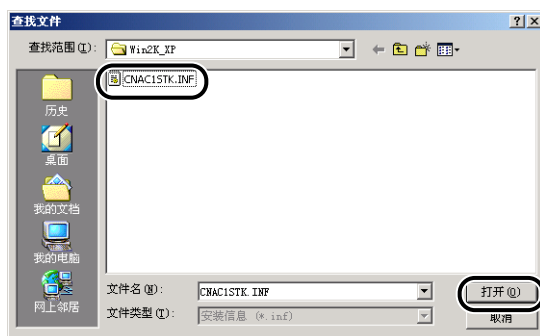 查找文件
查找范围(I): Win2K_XP
CNAC1STK.INF
历史
桌面
我的文档
我的电脑
网上邻居
文件名(N): CNAC1STK.INF 打开(O)
文件类型(T): 安装信息 (*.inf) 取消